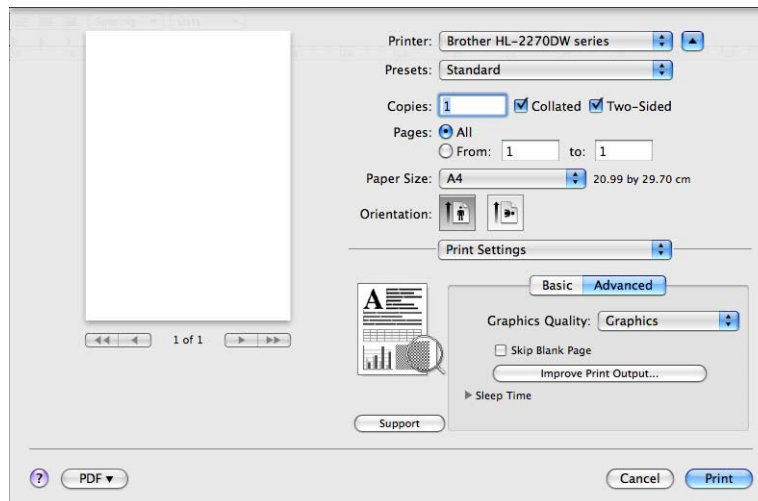 Printer: Brother HL-2270DW series
Presets: Standard
Copies: 1 Collated Two-Sided
Pages: All
From: 1 to: 1
Paper Size: A4 20.99 by 29.70 cm
Orientation:
Print Settings
Basic Advanced
A
Graphics Quality: Graphics
1 of 1
Skip Blank Page
Improve Print Output...
Sleep Time
Support
? PDF Cancel Print